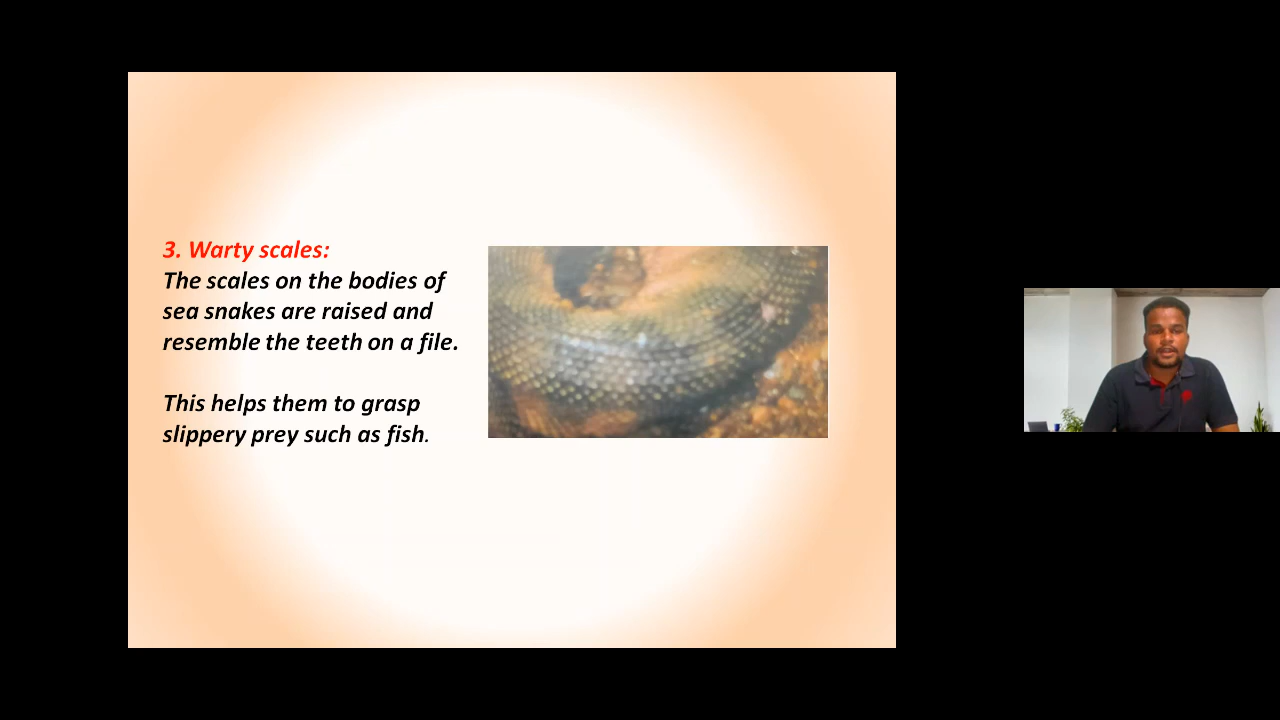 3. Warty scales:
The scales on the bodies of
sea snakes are raised and
resemble the teeth on a file.
This helps them to grasp
slippery prey such as fish.